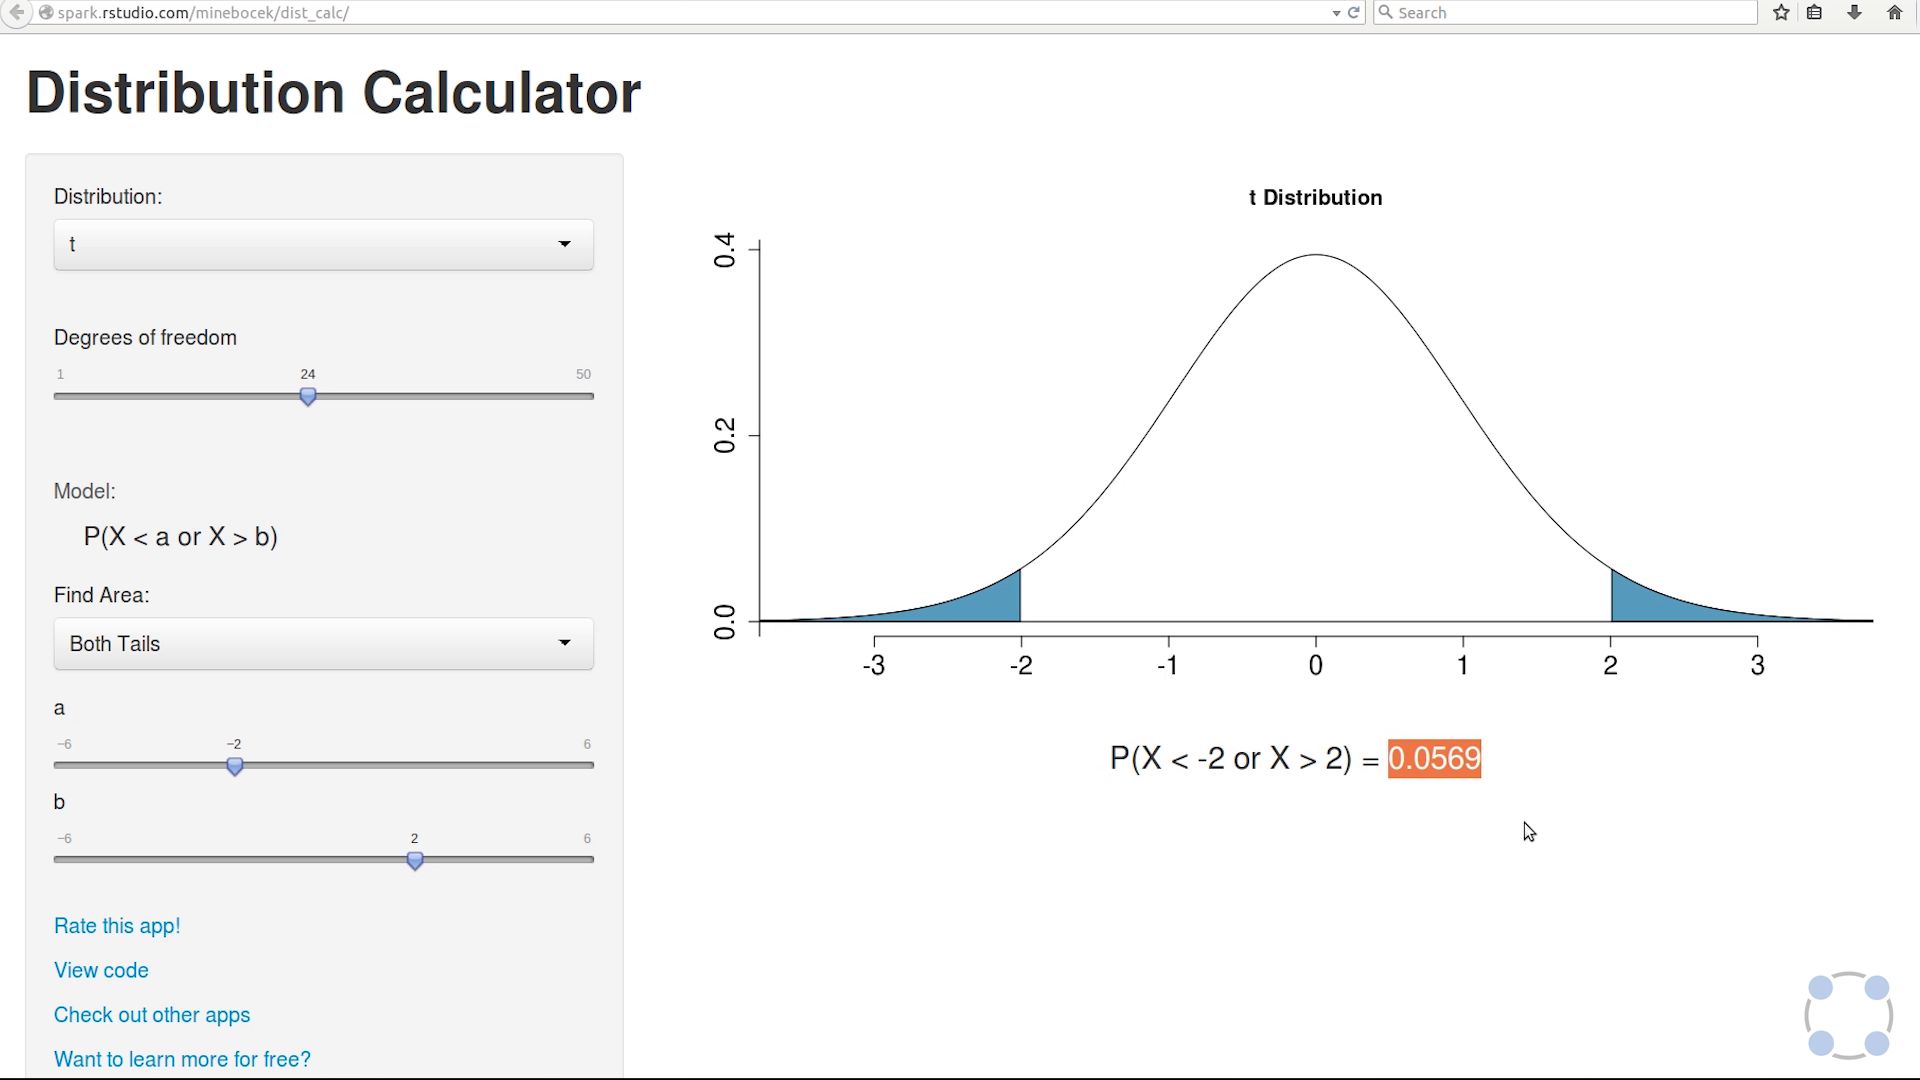 spark.rstudio.com/minebocek/dist_calc/
Search
Distribution Calculator
Distribution:
t
Degrees of freedom
1 24 50
Model:
P(X < a or X > b)
Find Area:
Both Tails
a
−6 −2 6
b
−6 2 6
Rate this app!
View code
Check out other apps
Want to learn more for free?
t Distribution
0.4
0.2
0.0
-3 -2 -1 0 1 2 3
P(X < -2 or X > 2) = 0.0569